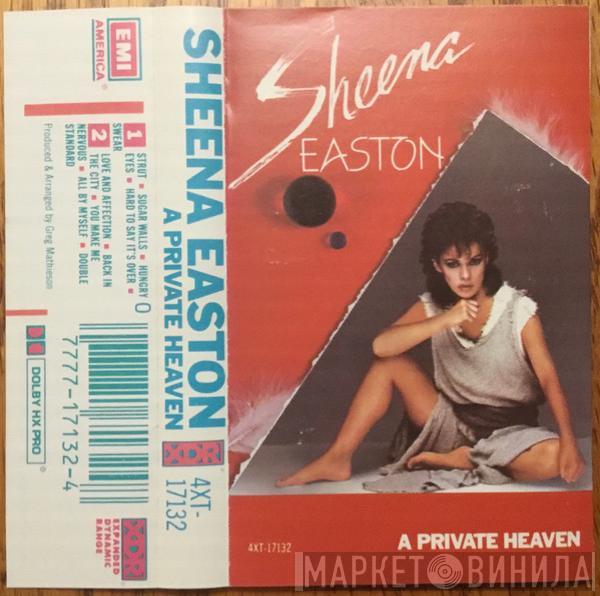 EMI
AMERICA®
1 STRUT ▪ SUGAR WALLS ▪ HUNGRY
EYES ▪ HARD TO SAY IT'S OVER ▪
SWEAR
2 LOVE AND AFFECTION ▪ BACK IN
THE CITY ▪ YOU MAKE ME
NERVOUS ▪ ALL BY MYSELF ▪ DOUBLE
STANDARD
Produced & Arranged by Greg Mathieson
0
7777-17132-4
DOLBY HX PRO®
SHEENA EASTON
A PRIVATE HEAVEN
XDR
4XT-
17132
XDR
EXPANDED
DYNAMIC
RANGE
Sheena
EASTON
4XT-17132
A PRIVATE HEAVEN
МАРКЕТ ВИНИЛА